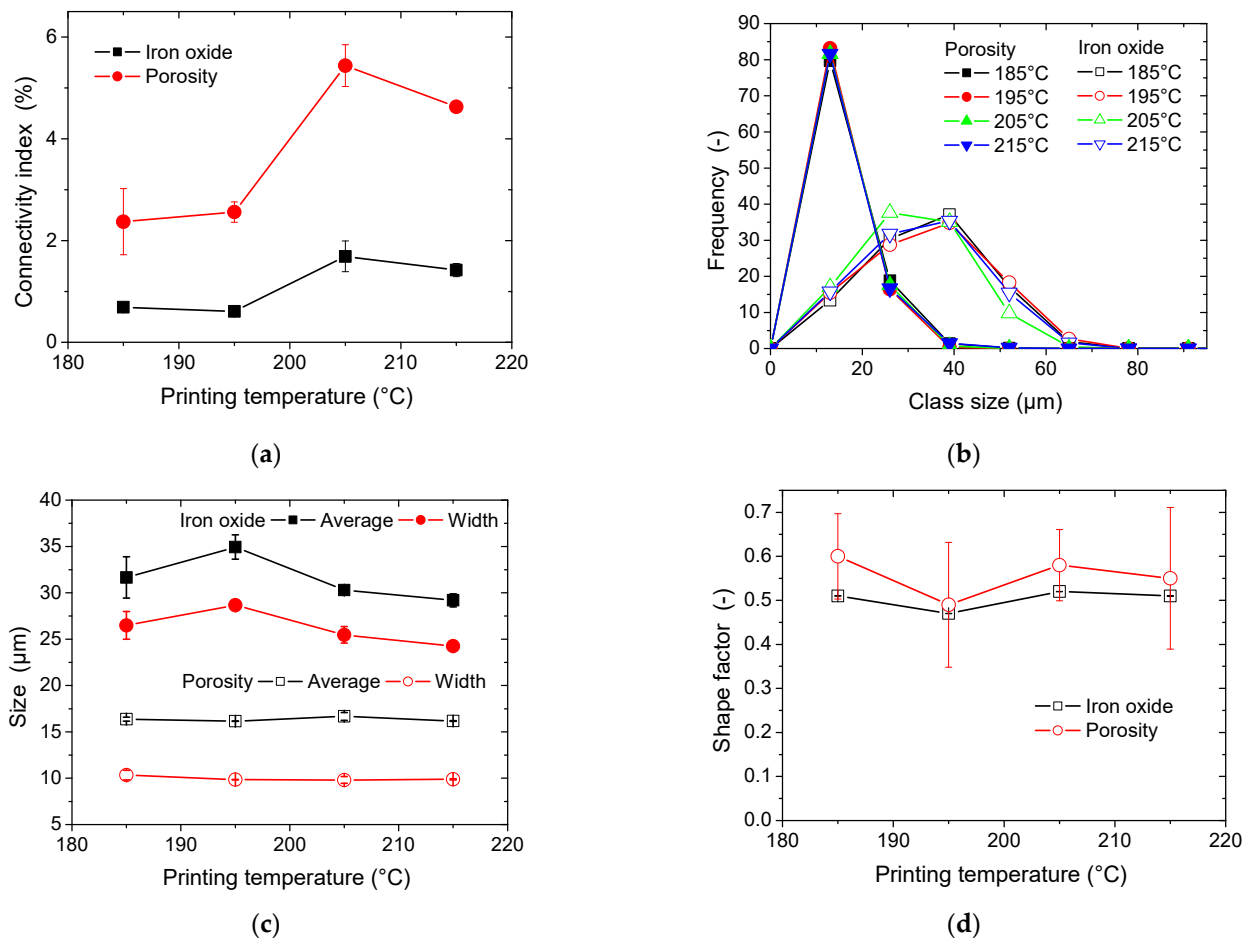 6
4
2
0
Connectivity index (%)
Iron oxide
Porosity
180 190 200 210 220
Printing temperature (°C)
(a)
90
80
70
60
50
40
30
20
10
0
Frequency (-)
Porosity Iron oxide
185°C 185°C
195°C 195°C
205°C 205°C
215°C 215°C
0 20 40 60 80
Class size (µm)
(b)
40
35
30
25
20
15
10
5
Size (µm)
Iron oxide Average Width
Porosity Average Width
180 190 200 210 220
Printing temperature (°C)
(c)
0.7
0.6
0.5
0.4
0.3
0.2
0.1
0.0
Shape factor (-)
Iron oxide
Porosity
180 190 200 210 220
Printing temperature (°C)
(d)